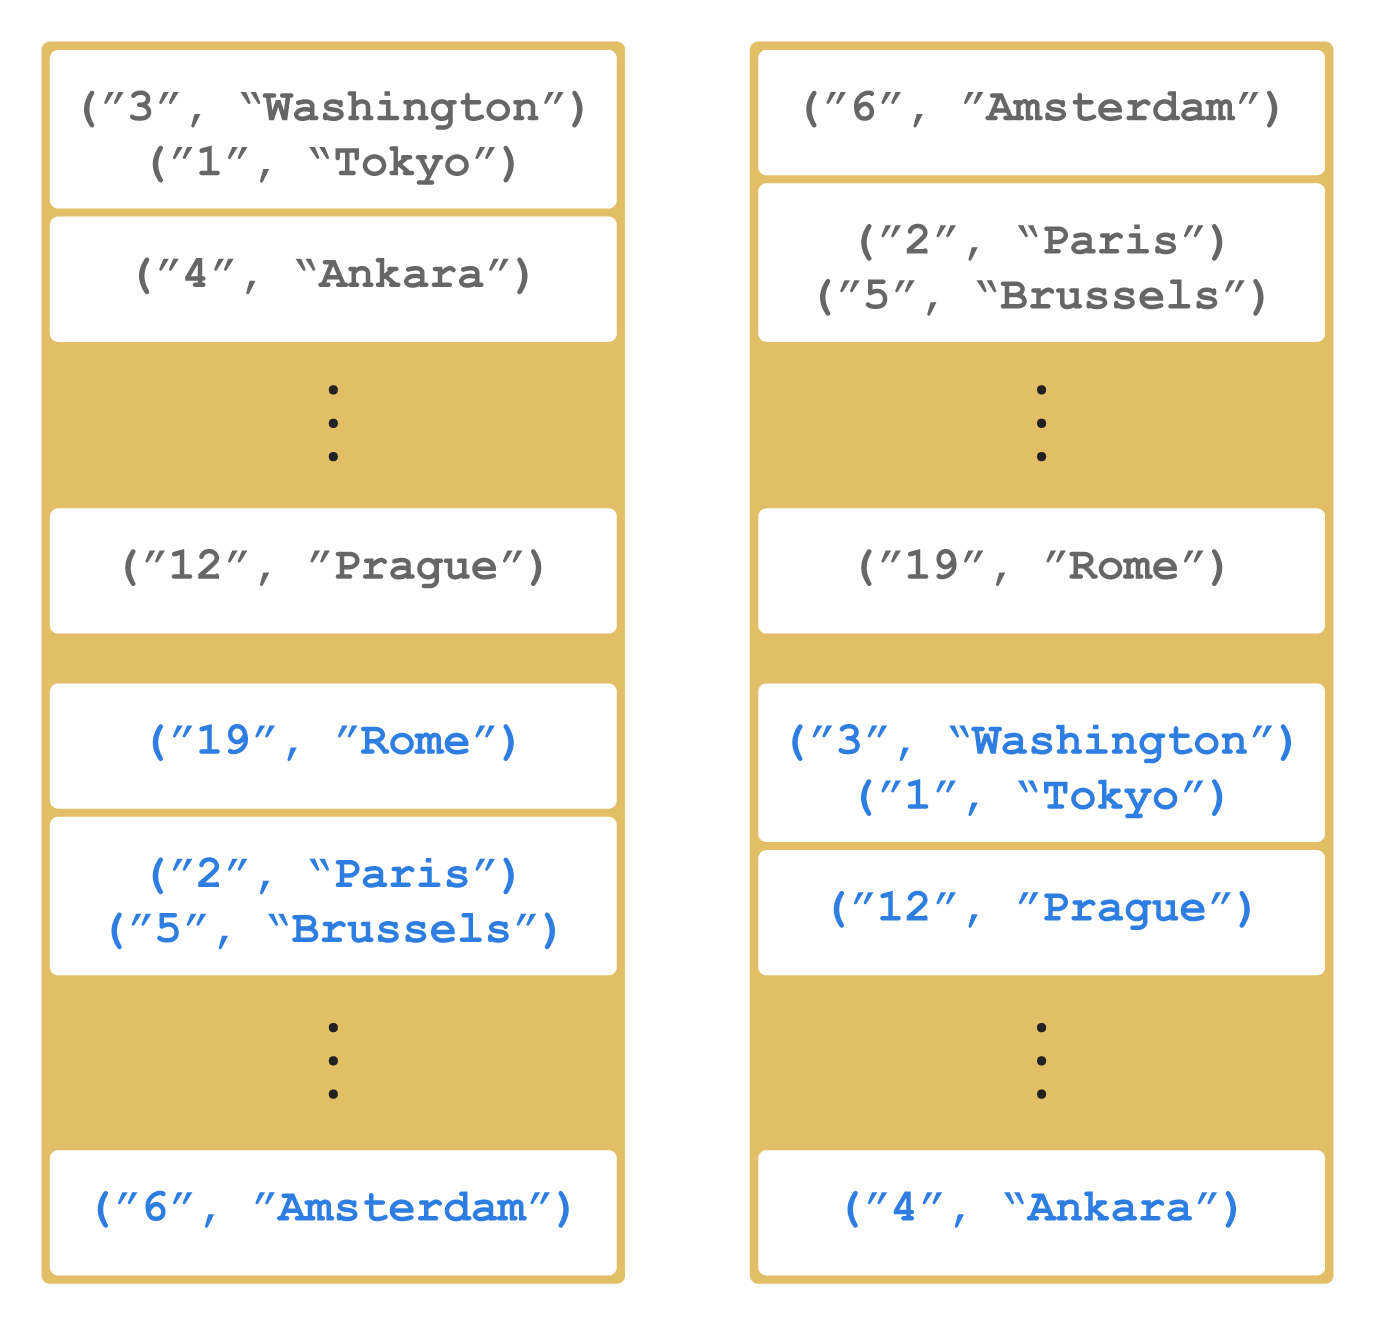 (″3″, “Washington″)
(″1″, “Tokyo″)
(″4″, “Ankara″)
(″12″, ″Prague″)
(″19″, ″Rome″)
(″2″, “Paris″)
(″5″, “Brussels″)
(″6″, ″Amsterdam″)
(″6″, ″Amsterdam″)
(″2″, “Paris″)
(″5″, “Brussels″)
(″19″, ″Rome″)
(″3″, “Washington″)
(″1″, “Tokyo″)
(″12″, ″Prague″)
(″4″, “Ankara″)